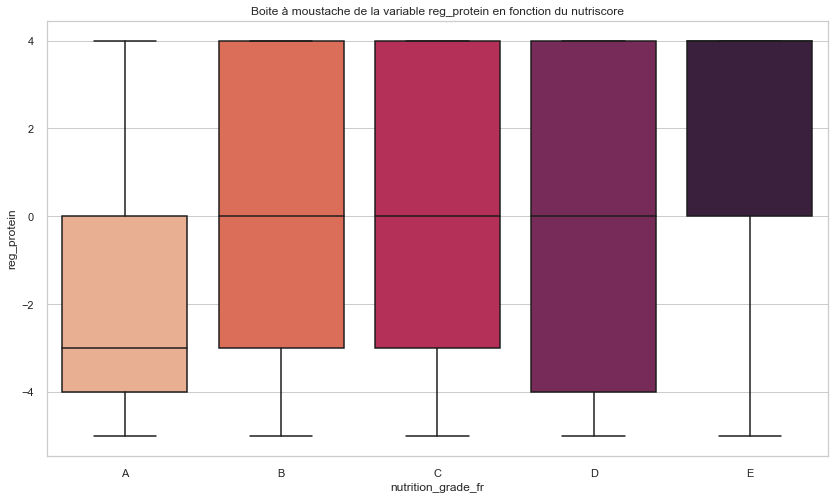 Boite à moustache de la variable reg_protein en fonction du nutriscore
4
2
0
−2
−4
reg_protein
A B C D E
nutrition_grade_fr